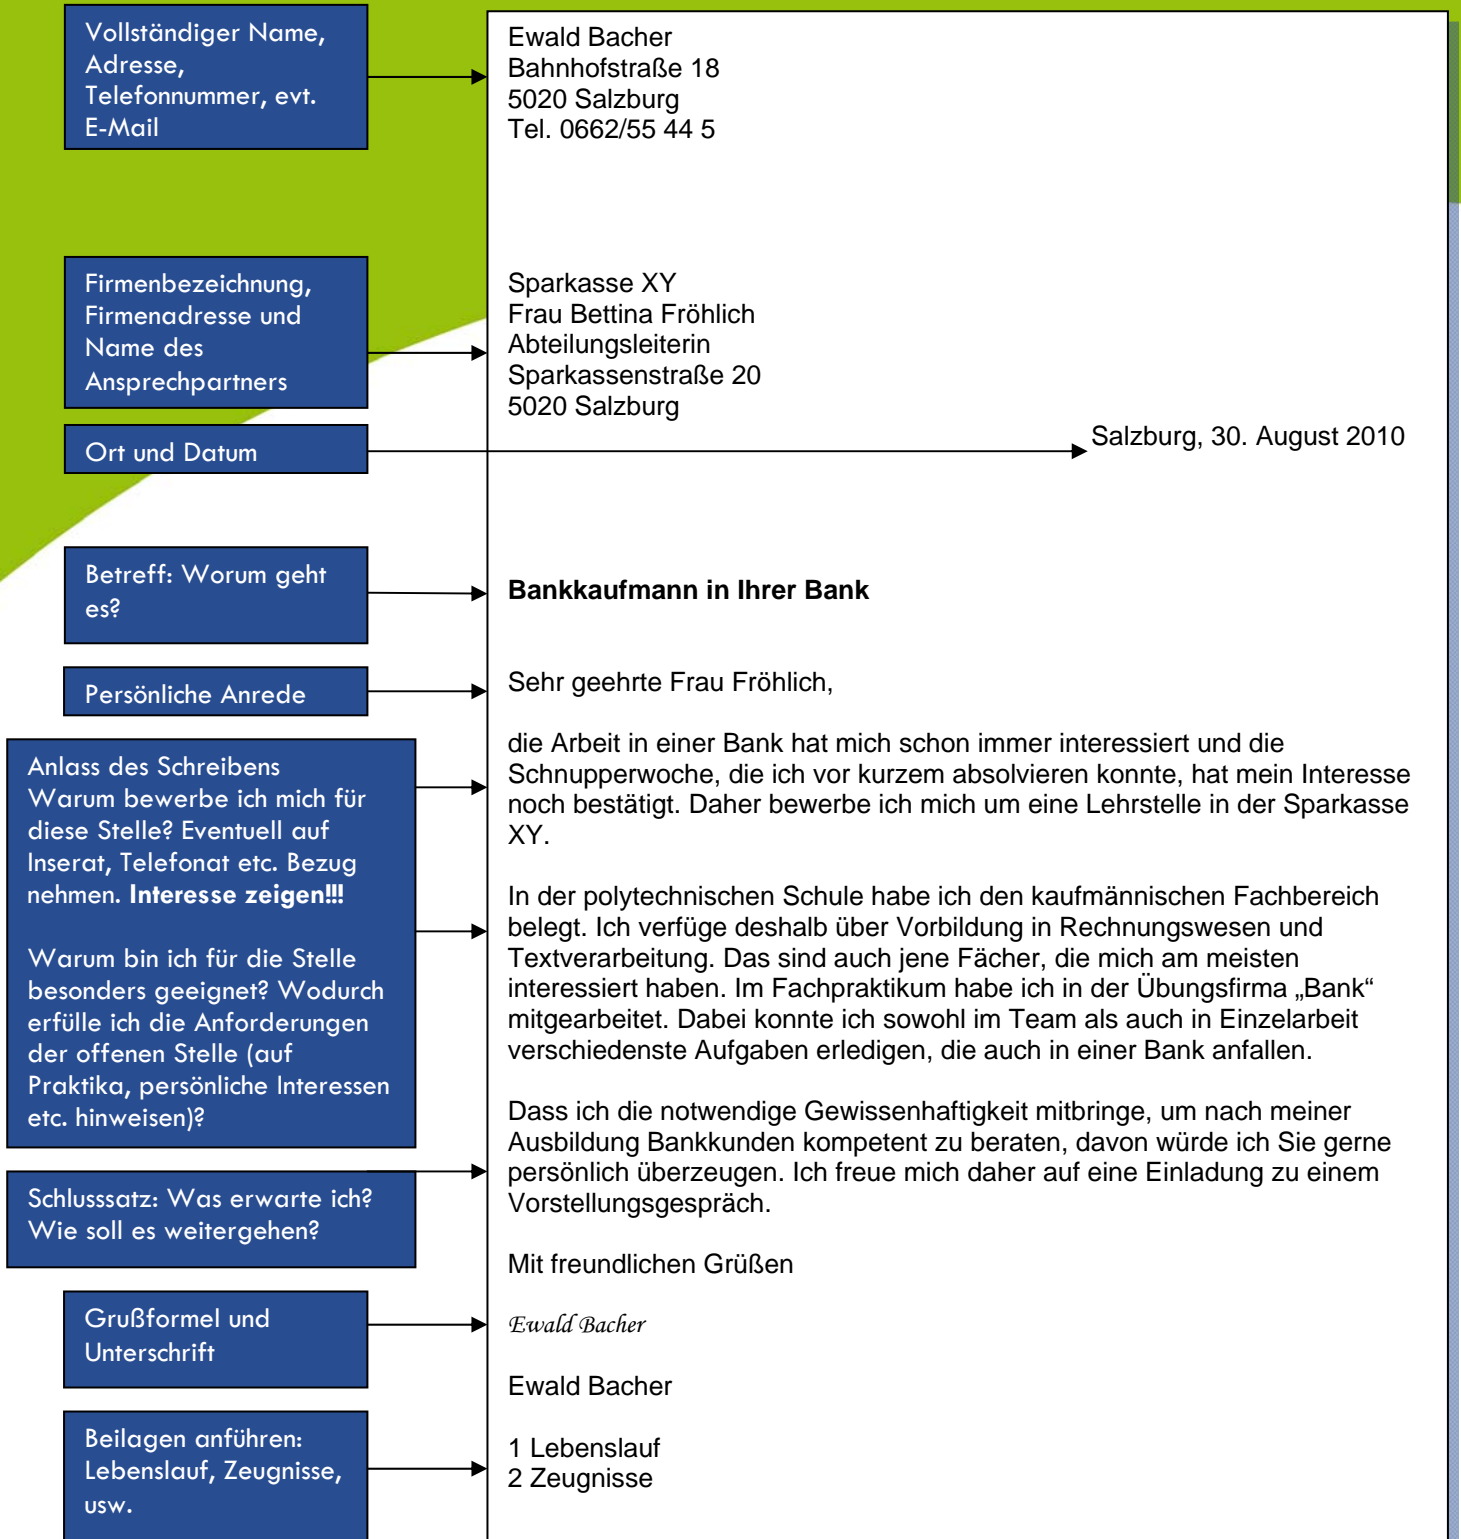 Vollständiger Name,
Adresse,
Telefonnummer, evt.
E-Mail
Ewald Bacher
Bahnhofstraße 18
5020 Salzburg
Tel. 0662/55 44 5
Firmenbezeichnung,
Firmenadresse und
Name des
Ansprechpartners
Sparkasse XY
Frau Bettina Fröhlich
Abteilungsleiterin
Sparkassenstraße 20
5020 Salzburg
Ort und Datum
Salzburg, 30. August 2010
Betreff: Worum geht
es?
Bankkaufmann in Ihrer Bank
Persönliche Anrede
Sehr geehrte Frau Fröhlich,
Anlass des Schreibens
Warum bewerbe ich mich für
diese Stelle? Eventuell auf
Inserat, Telefonat etc. Bezug
nehmen. Interesse zeigen!!!
Warum bin ich für die Stelle
besonders geeignet? Wodurch
erfülle ich die Anforderungen
der offenen Stelle (auf
Praktika, persönliche Interessen
etc. hinweisen)?
die Arbeit in einer Bank hat mich schon immer interessiert und die
Schnupperwoche, die ich vor kurzem absolvieren konnte, hat mein Interesse
noch bestätigt. Daher bewerbe ich mich um eine Lehrstelle in der Sparkasse
XY.
In der polytechnischen Schule habe ich den kaufmännischen Fachbereich
belegt. Ich verfüge deshalb über Vorbildung in Rechnungswesen und
Textverarbeitung. Das sind auch jene Fächer, die mich am meisten
interessiert haben. Im Fachpraktikum habe ich in der Übungsfirma „Bank“
mitgearbeitet. Dabei konnte ich sowohl im Team als auch in Einzelarbeit
verschiedenste Aufgaben erledigen, die auch in einer Bank anfallen.
Schlusssatz: Was erwarte ich?
Wie soll es weitergehen?
Dass ich die notwendige Gewissenhaftigkeit mitbringe, um nach meiner
Ausbildung Bankkunden kompetent zu beraten, davon würde ich Sie gerne
persönlich überzeugen. Ich freue mich daher auf eine Einladung zu einem
Vorstellungsgespräch.
Mit freundlichen Grüßen
Grußformel und
Unterschrift
Ewald Bacher
Ewald Bacher
Beilagen anführen:
Lebenslauf, Zeugnisse,
usw.
1 Lebenslauf
2 Zeugnisse